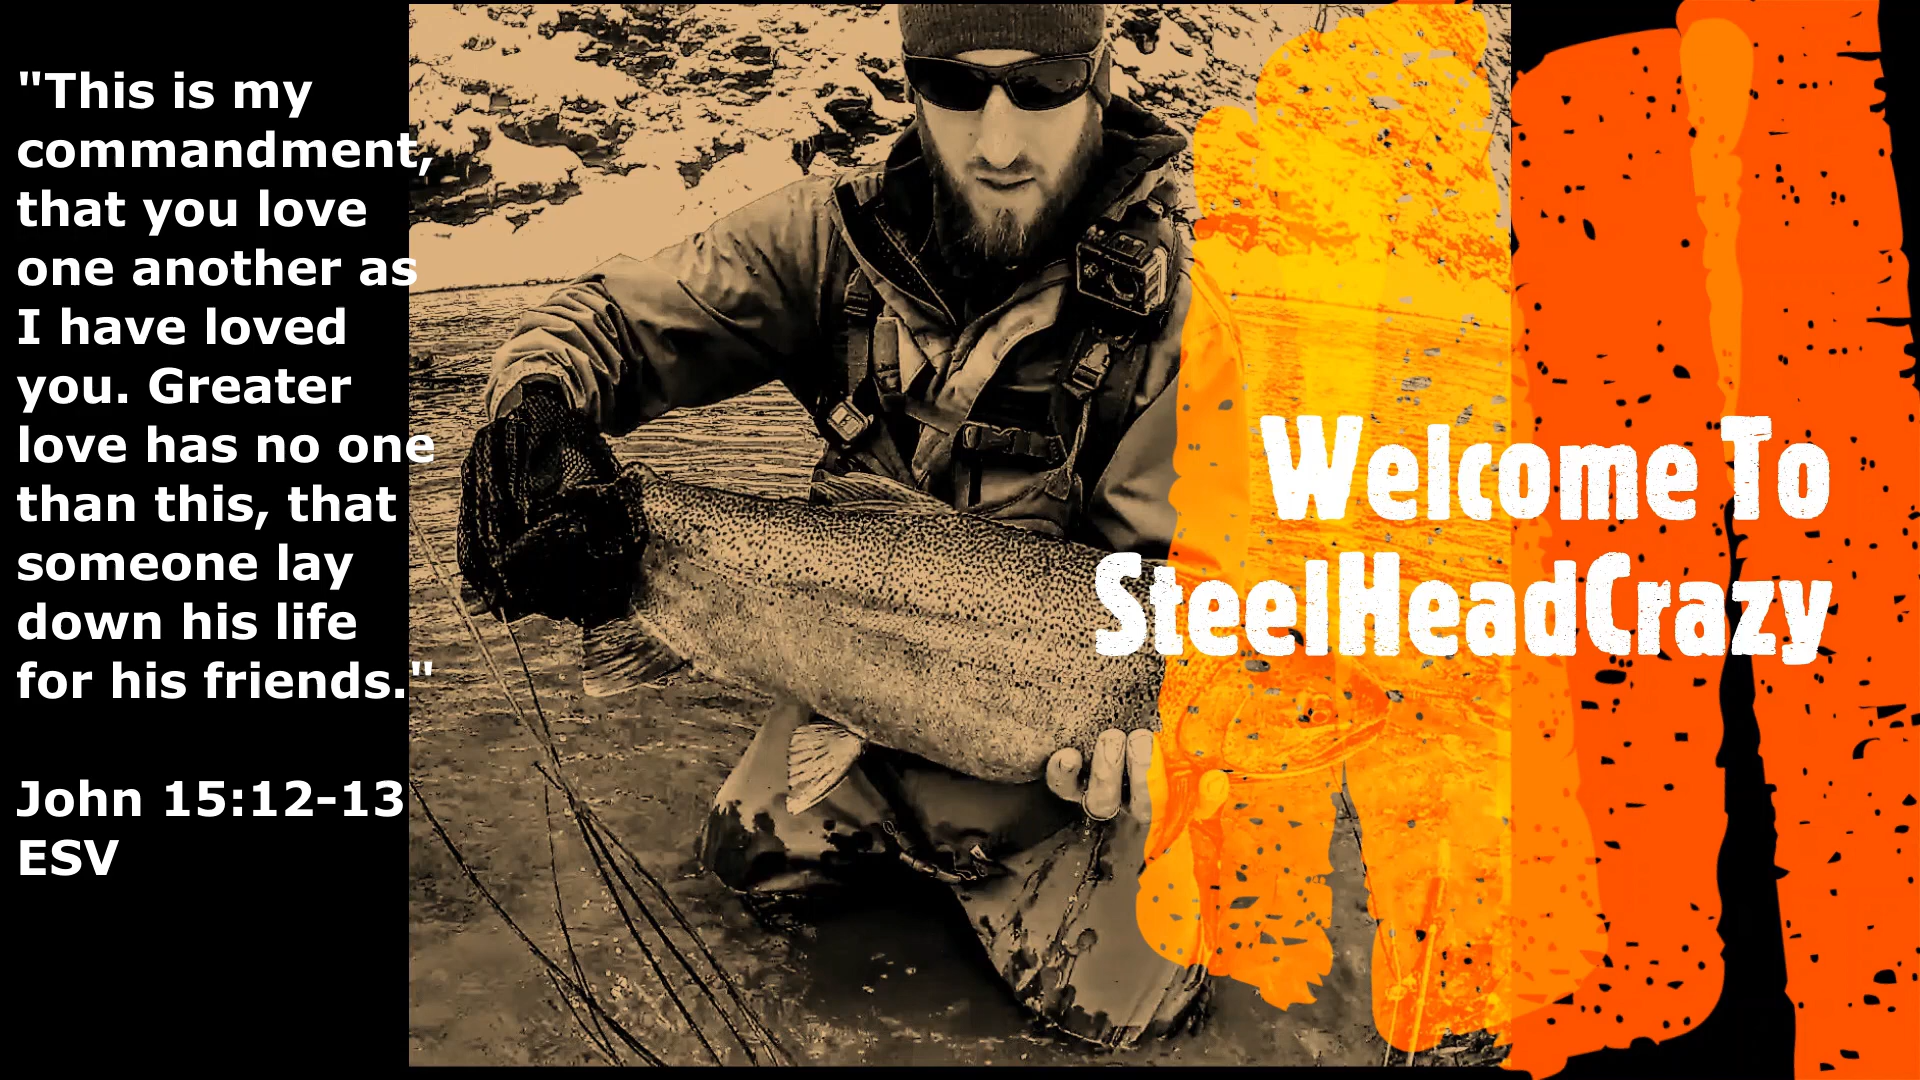 "This is my
commandment,
that you love
one another as
I have loved
you. Greater
love has no one
than this, that
someone lay
down his life
for his friends."
John 15:12-13
ESV
Welcome To
SteelHeadCrazy